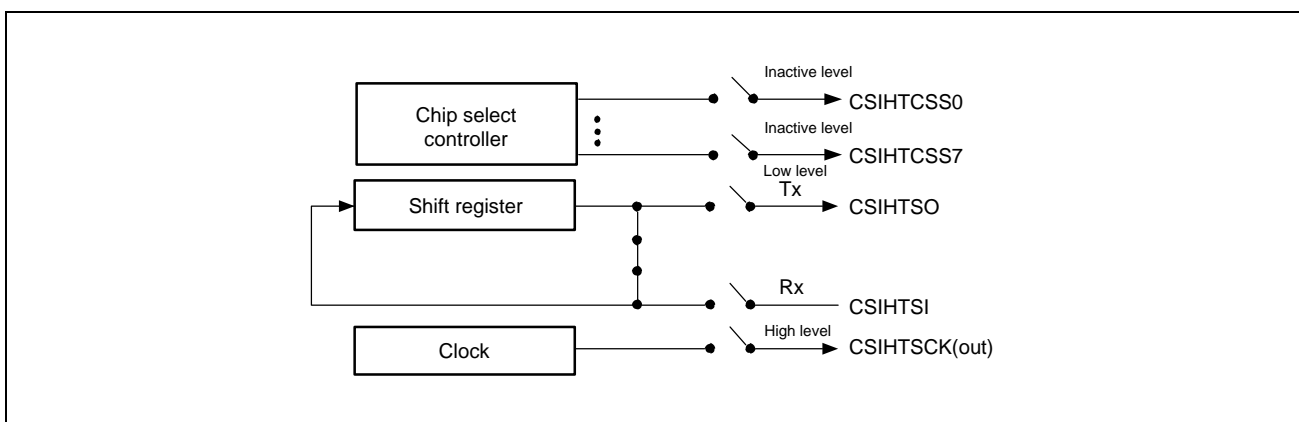 Inactive level
Chip select
controller
CSIHTCSS0
Inactive level
CSIHTCSS7
Low level
Shift register
Tx
CSIHTSO
Rx
CSIHTSI
High level
Clock
CSIHTSCK(out)